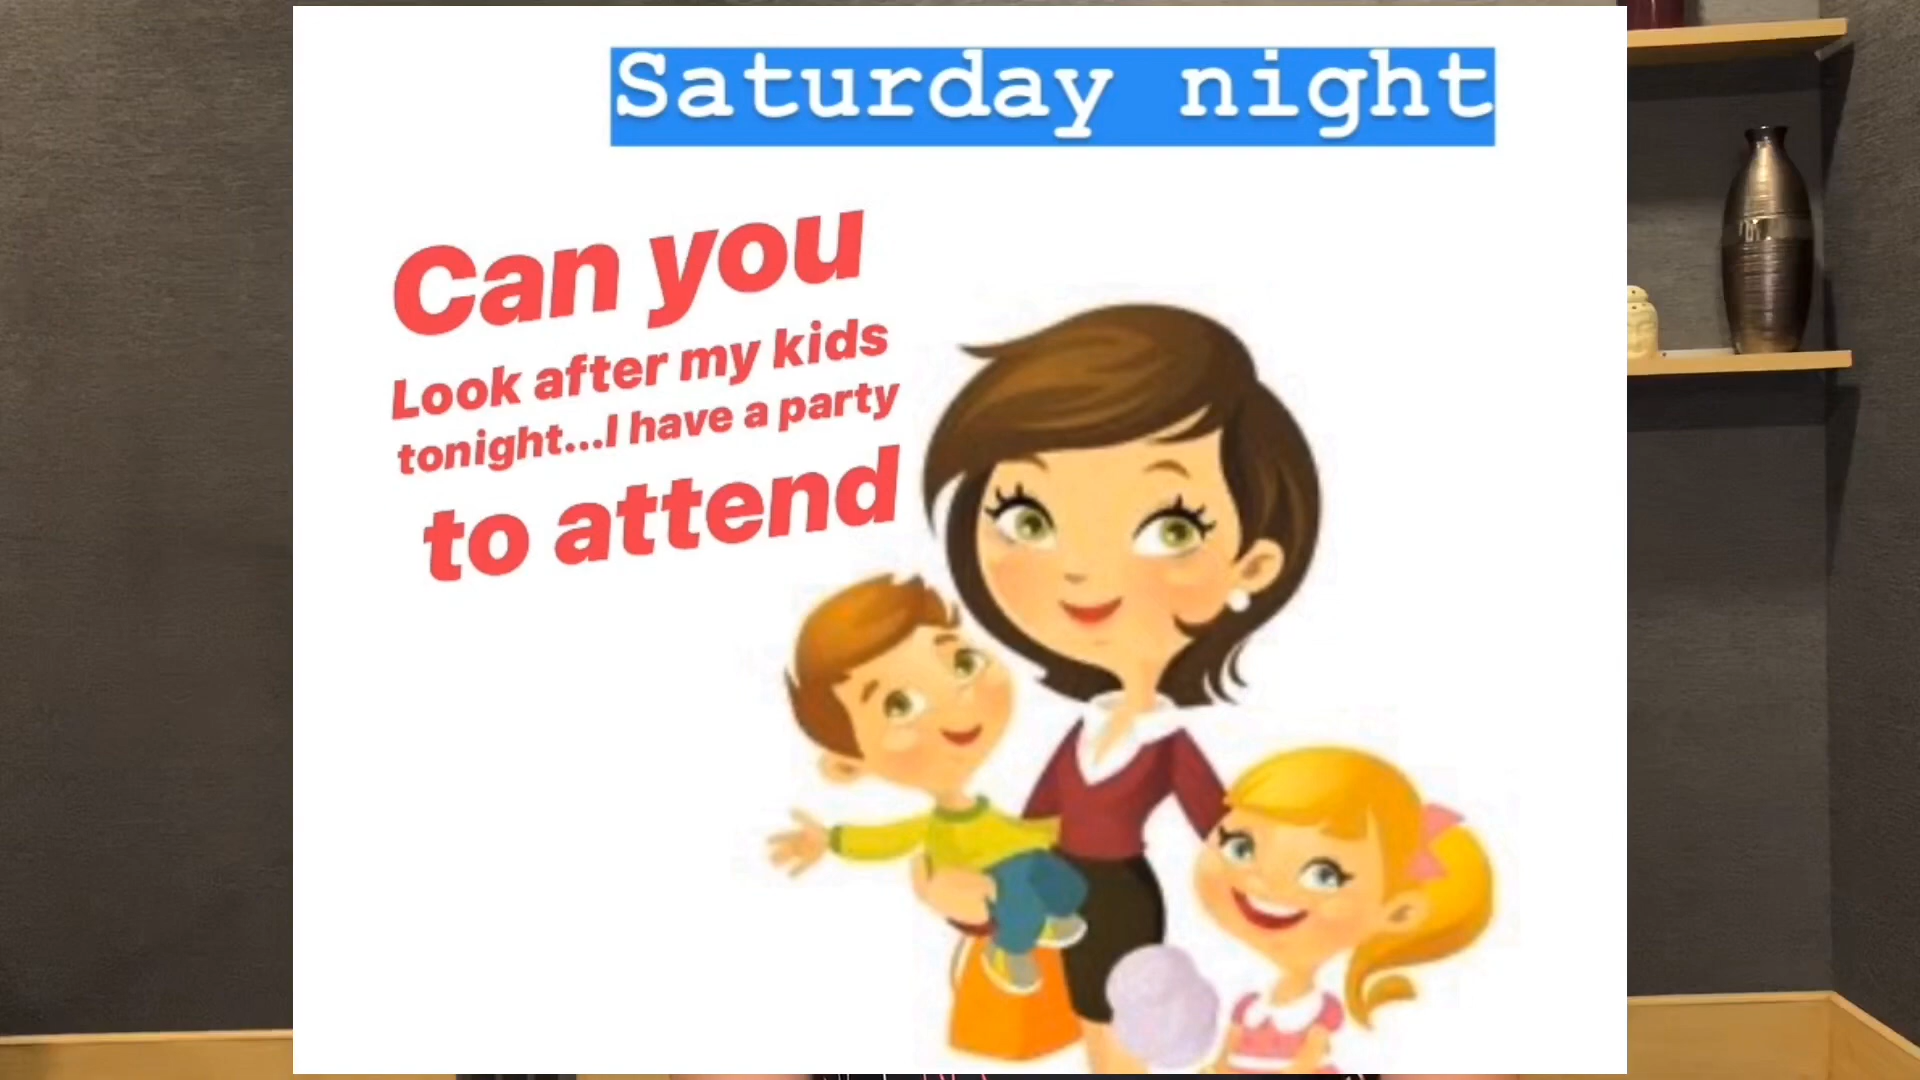 Saturday night
Can you
Look after my kids
tonight...I have a party
to attend